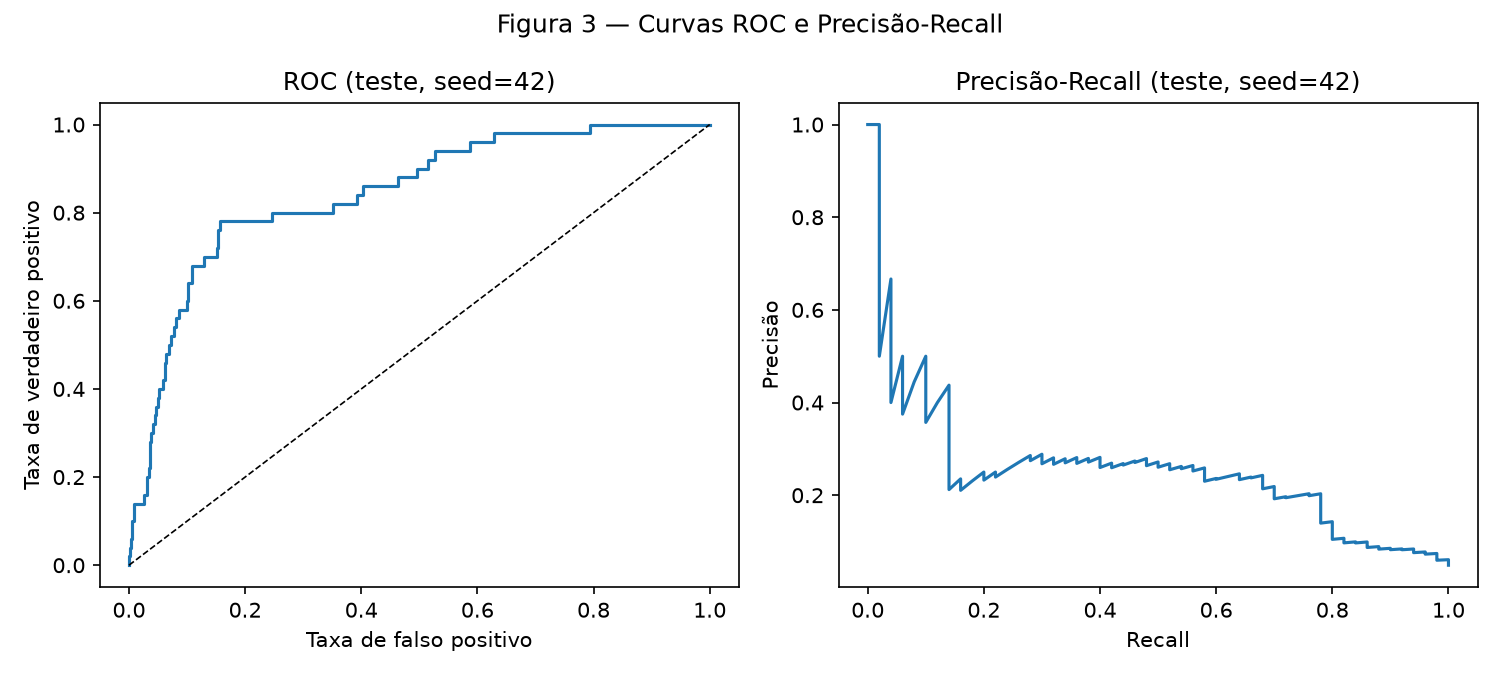 Figura 3 — Curvas ROC e Precisão-Recall
ROC (teste, seed=42)
Taxa de verdadeiro positivo
1.0
0.8
0.6
0.4
0.2
0.0
0.0 0.2 0.4 0.6 0.8 1.0
Taxa de falso positivo
Precisão-Recall (teste, seed=42)
Precisão
1.0
0.8
0.6
0.4
0.2
0.0 0.2 0.4 0.6 0.8 1.0
Recall